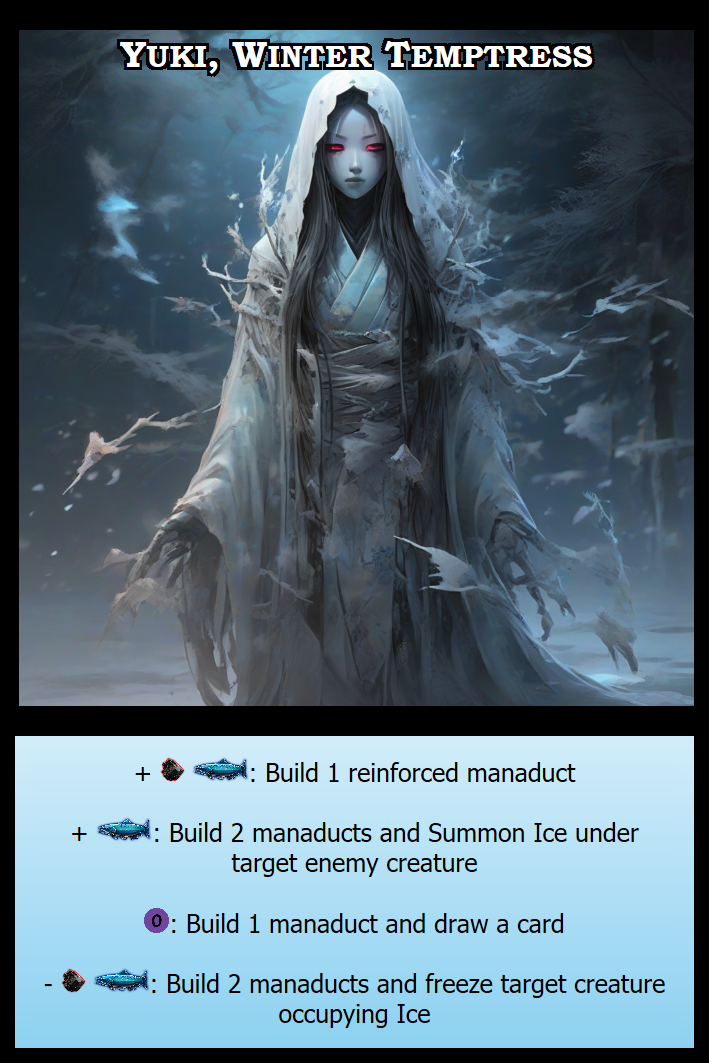 Yuki, Winter Temptress
+ : Build 1 reinforced manaduct
+ : Build 2 manaducts and Summon Ice under
target enemy creature
0: Build 1 manaduct and draw a card
- : Build 2 manaducts and freeze target creature
occupying Ice